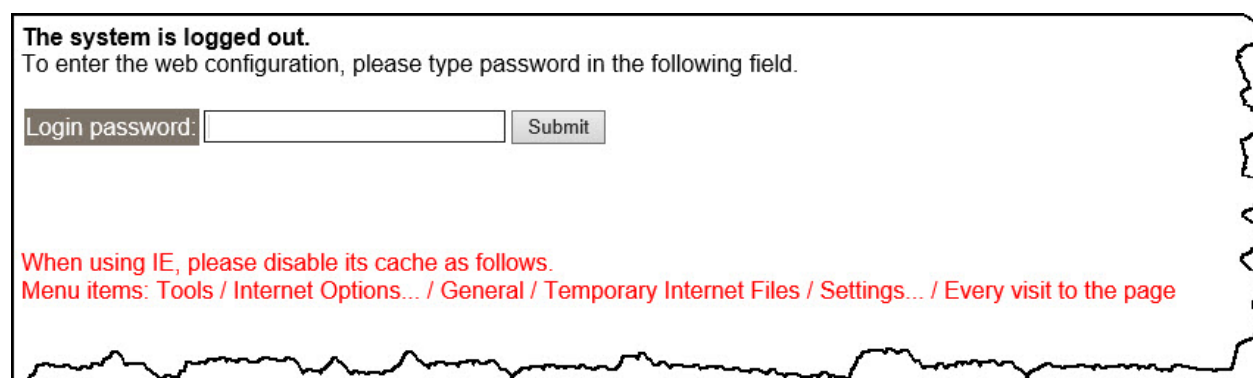 The system is logged out.
To enter the web configuration, please type password in the following field.
Login password: Submit
When using IE, please disable its cache as follows.
Menu items: Tools / Internet Options... / General / Temporary Internet Files / Settings... / Every visit to the page